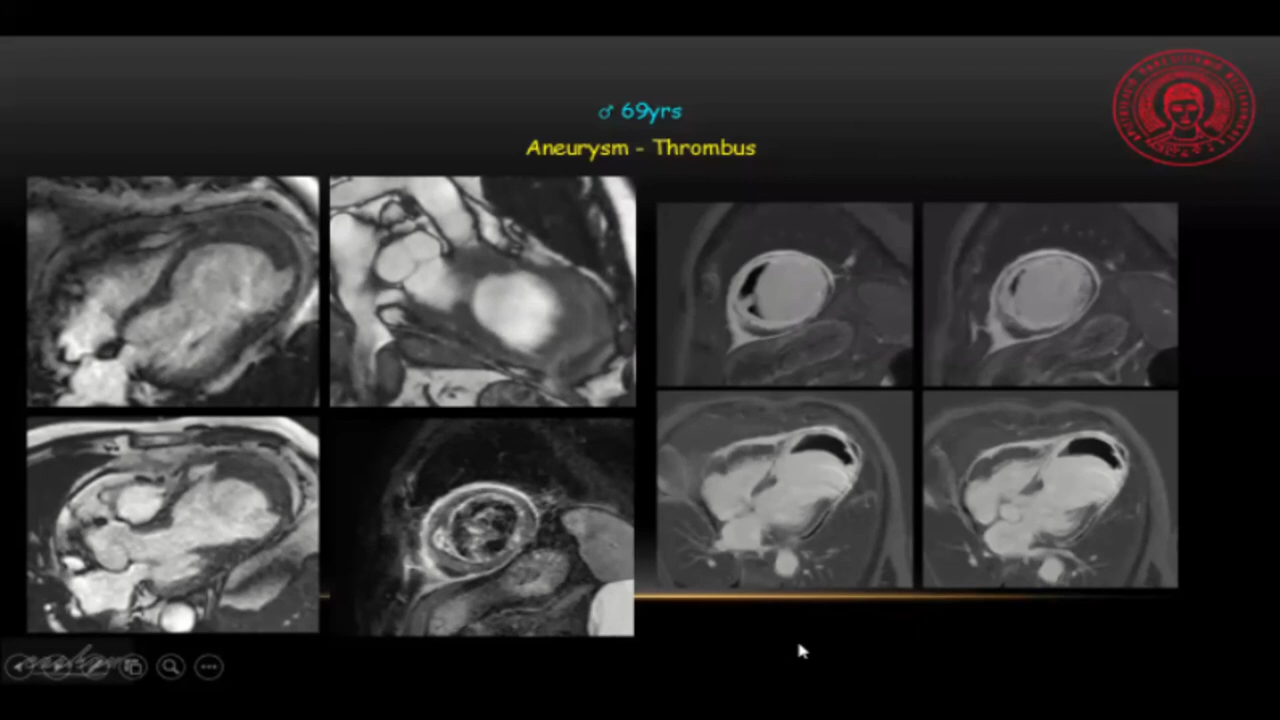 ♂ 69yrs
Aneurysm - Thrombus